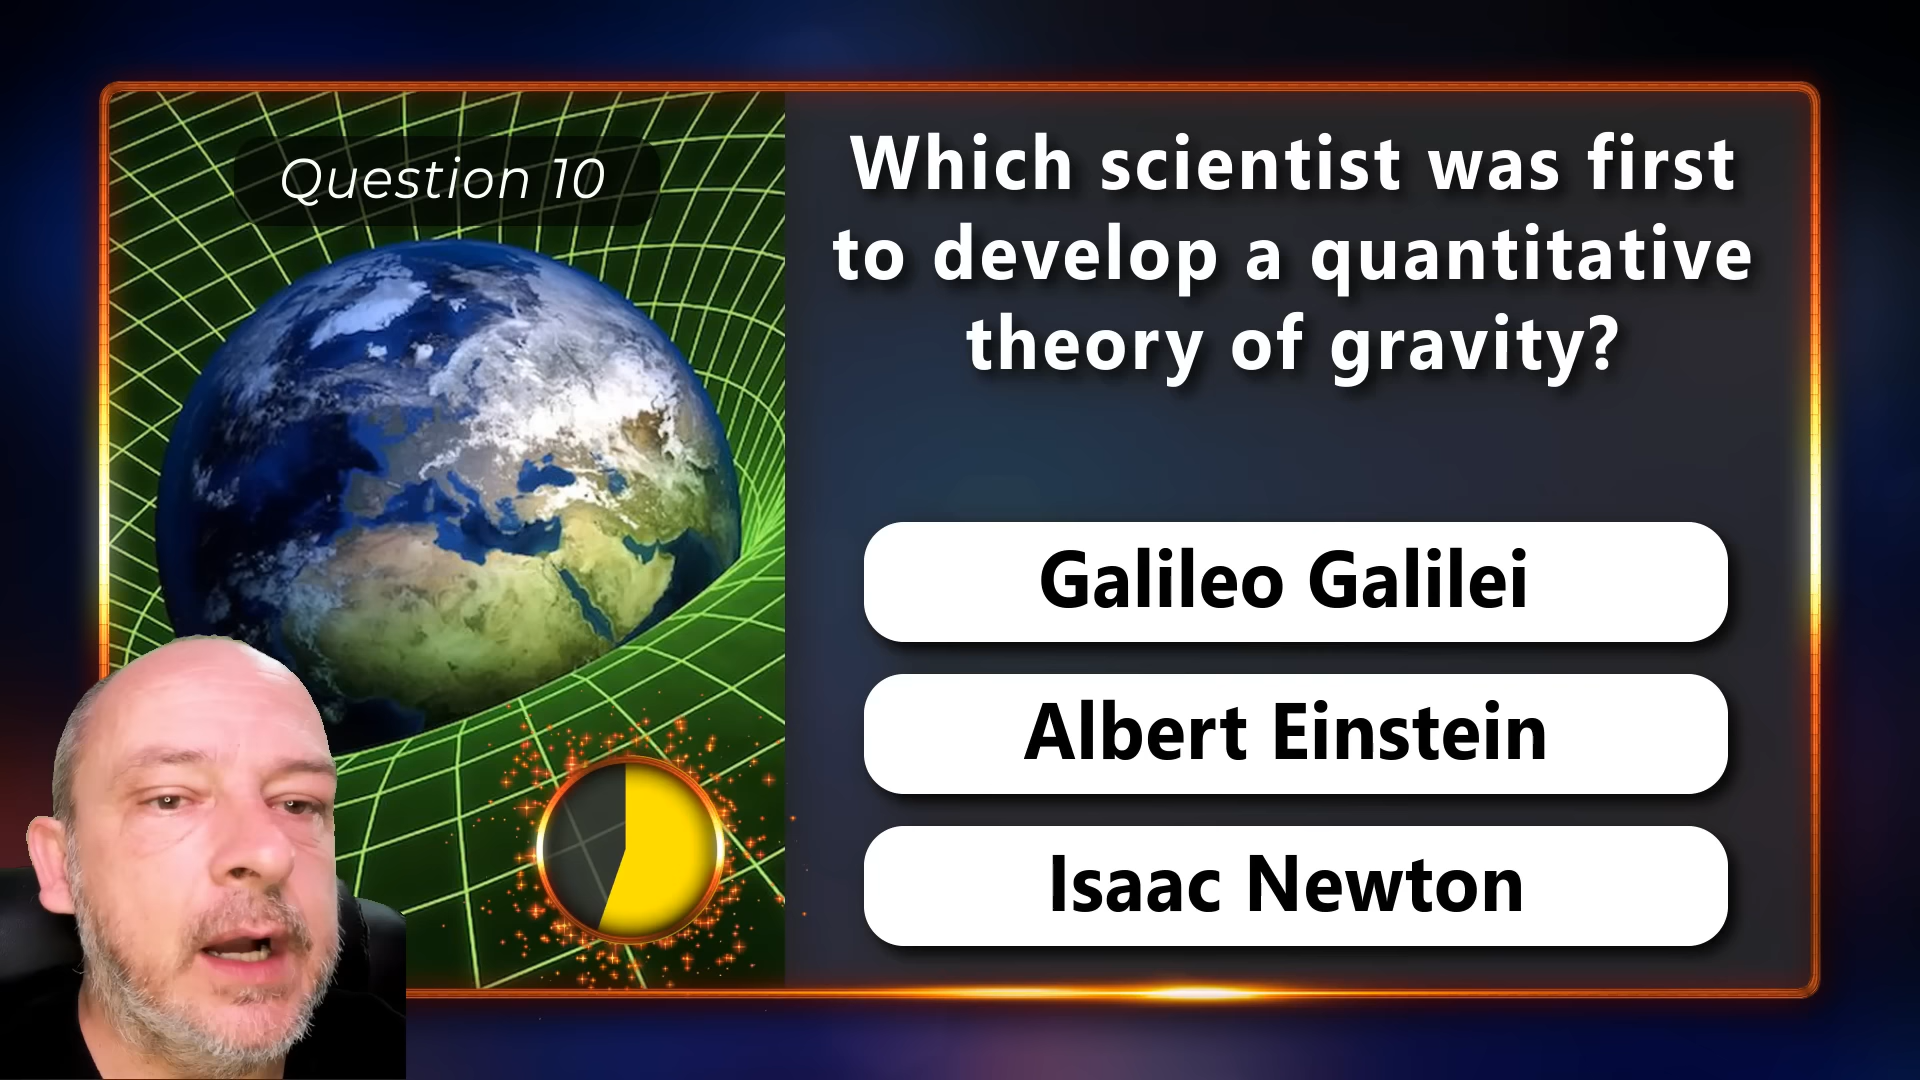 Question 10
Which scientist was first
to develop a quantitative
theory of gravity?
Galileo Galilei
Albert Einstein
Isaac Newton